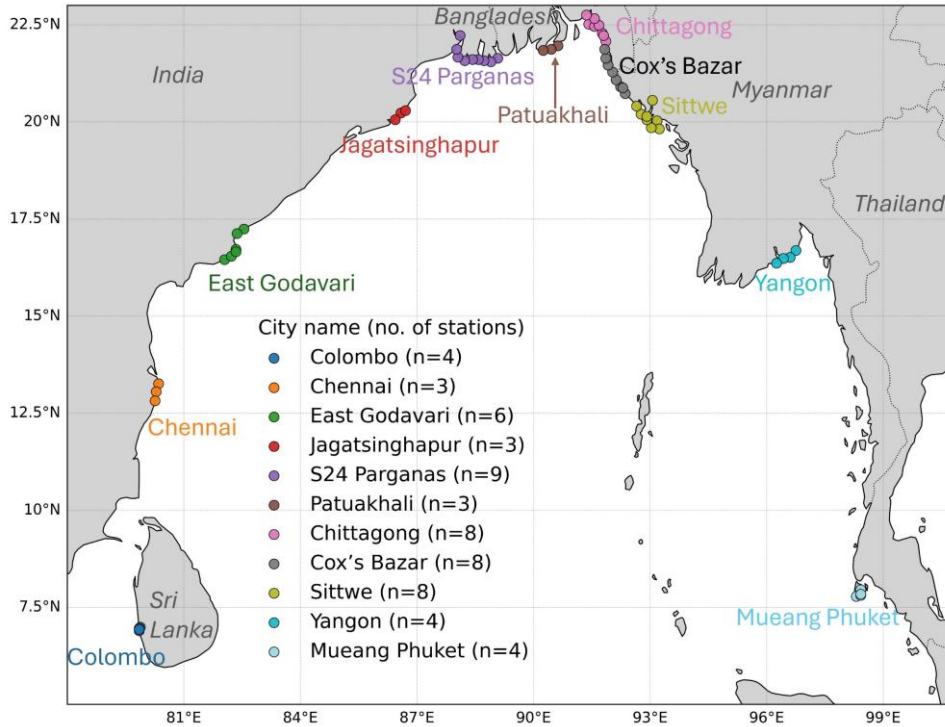 22.5°N
20°N
17.5°N
15°N
12.5°N
10°N
7.5°N
Bangladesh
Chittagong
India
S24 Parganas
Cox's Bazar
Myanmar
Patuakhali
Sittwe
Jagatsinghapur
Thailand
East Godavari
Yangon
Chennai
City name (no. of stations)
Colombo (n=4)
Chennai (n=3)
East Godavari (n=6)
Jagatsinghapur (n=3)
S24 Parganas (n=9)
Patuakhali (n=3)
Chittagong (n=8)
Cox's Bazar (n=8)
Sittwe (n=8)
Yangon (n=4)
Mueang Phuket (n=4)
Sri
Lanka
Colombo
Mueang Phuket
81°E 84°E 87°E 90°E 93°E 96°E 99°E